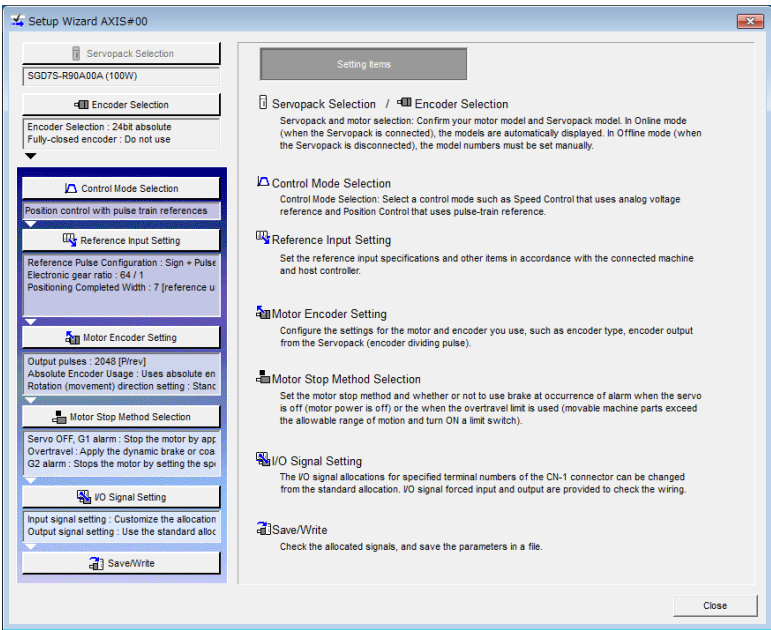 Setup Wizard AXIS#00
Servopack Selection
SGD7S-R90A00A (100W)
Encoder Selection
Encoder Selection : 24bit absolute
Fully-closed encoder : Do not use
Control Mode Selection
Position control with pulse train references
Reference Input Setting
Reference Pulse Configuration : Sign + Pulse
Electronic gear ratio : 64 / 1
Positioning Completed Width : 7 [reference u
Motor Encoder Setting
Output pulses : 2048 [P/rev]
Absolute Encoder Usage : Uses absolute en
Rotation (movement) direction setting : Stanc
Motor Stop Method Selection
Servo OFF, G1 alarm : Stop the motor by app
Overtravel : Apply the dynamic brake or coa
G2 alarm : Stops the motor by setting the spe
I/O Signal Setting
Input signal setting : Customize the allocation
Output signal setting : Use the standard alloc
Save/Write
Setting Items
Servopack Selection / Encoder Selection
Servopack and motor selection: Confirm your motor model and Servopack model. In Online mode
(when the Servopack is connected), the models are automatically displayed. In Offline mode (when
the Servopack is disconnected), the model numbers must be set manually.
Control Mode Selection
Control Mode Selection: Select a control mode such as Speed Control that uses analog voltage
reference and Position Control that uses pulse-train reference.
Reference Input Setting
Set the reference input specifications and other items in accordance with the connected machine
and host controller.
Motor Encoder Setting
Configure the settings for the motor and encoder you use, such as encoder type, encoder output
from the Servopack (encoder dividing pulse).
Motor Stop Method Selection
Set the motor stop method and whether or not to use brake at occurrence of alarm when the servo
is off (motor power is off) or the when the overtravel limit is used (movable machine parts exceed
the allowable range of motion and turn ON a limit switch).
I/O Signal Setting
The I/O signal allocations for specified terminal numbers of the CN-1 connector can be changed
from the standard allocation. I/O signal forced input and output are provided to check the wiring.
Save/Write
Check the allocated signals, and save the parameters in a file.
Close